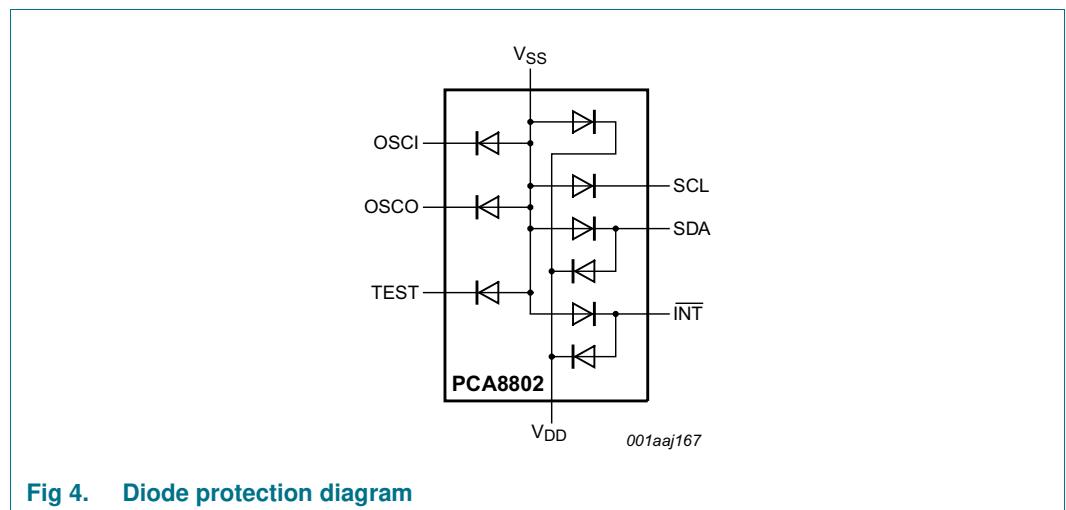 VSS
OSCI
SCL
OSCO
SDA
TEST
INT
PCA8802
VDD
001aaj167
Fig 4. Diode protection diagram